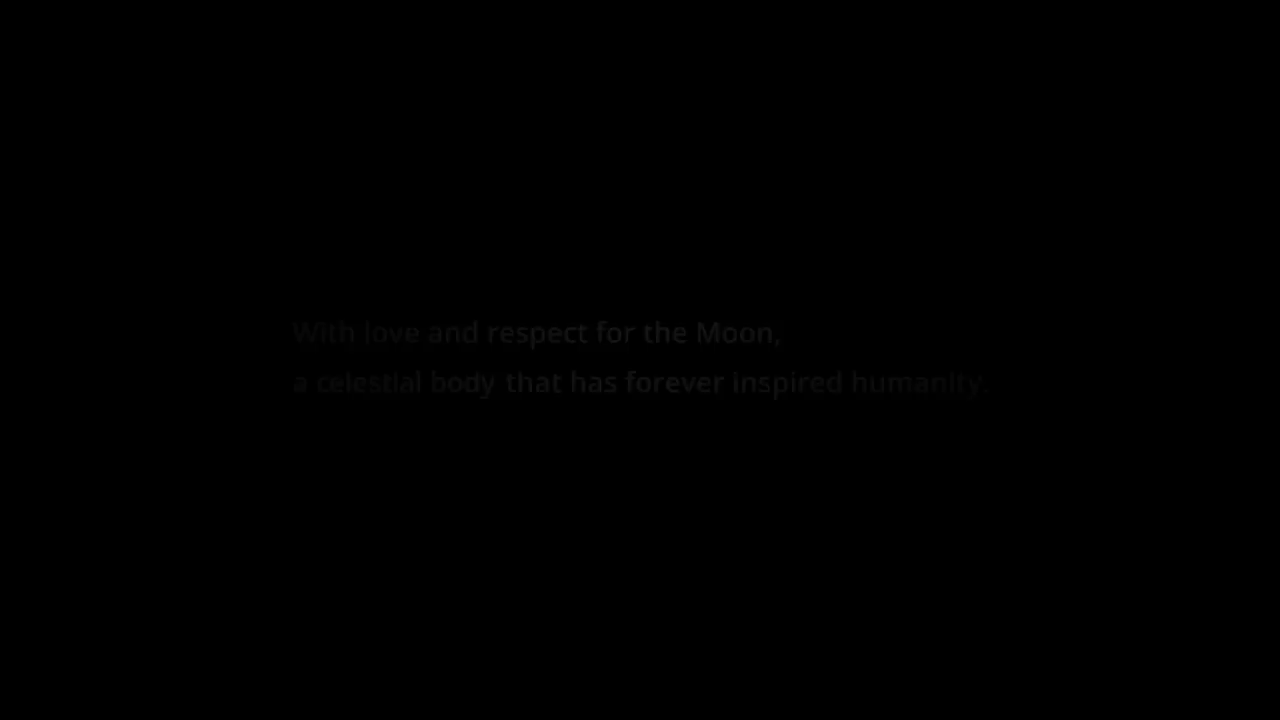 With love and respect for the Moon,
a celestial body that has forever inspired humanity.